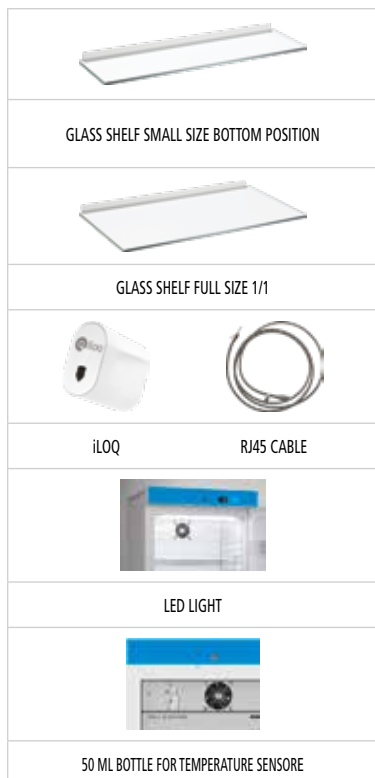 GLASS SHELF SMALL SIZE BOTTOM POSITION
GLASS SHELF FULL SIZE 1/1
iLOQ
iLOQ RJ45 CABLE
LED LIGHT
50 ML BOTTLE FOR TEMPERATURE SENSORE